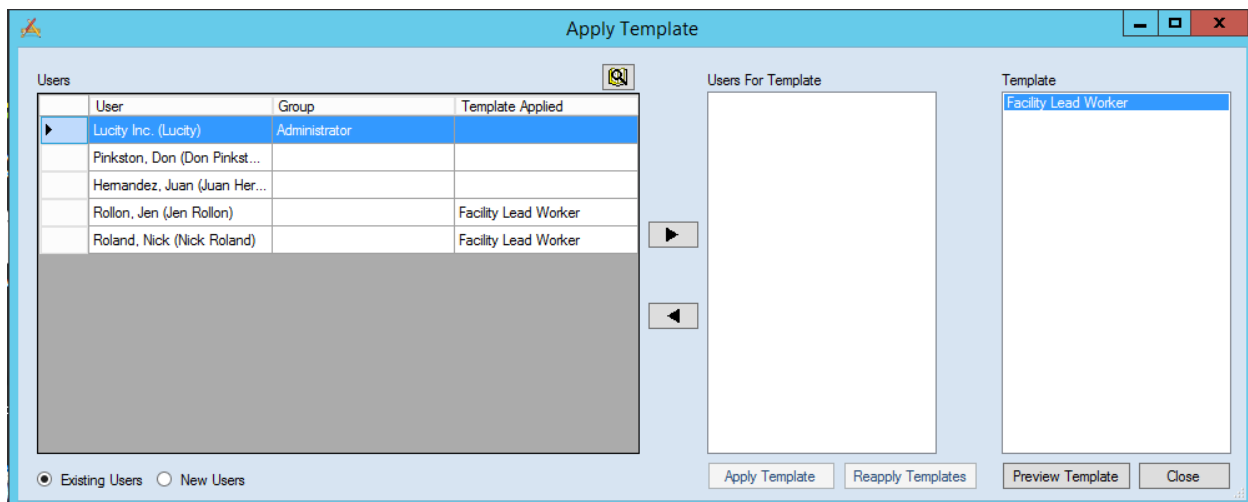 Apply Template
Users
Users For Template
Template
User Group Template Applied
Lucity Inc. (Lucity) Administrator
Pinkston, Don (Don Pinkst...
Hernandez, Juan (Juan Her...
Rollon, Jen (Jen Rollon) Facility Lead Worker
Roland, Nick (Nick Roland) Facility Lead Worker
Facility Lead Worker
Existing Users New Users
Apply Template Reapply Templates Preview Template Close